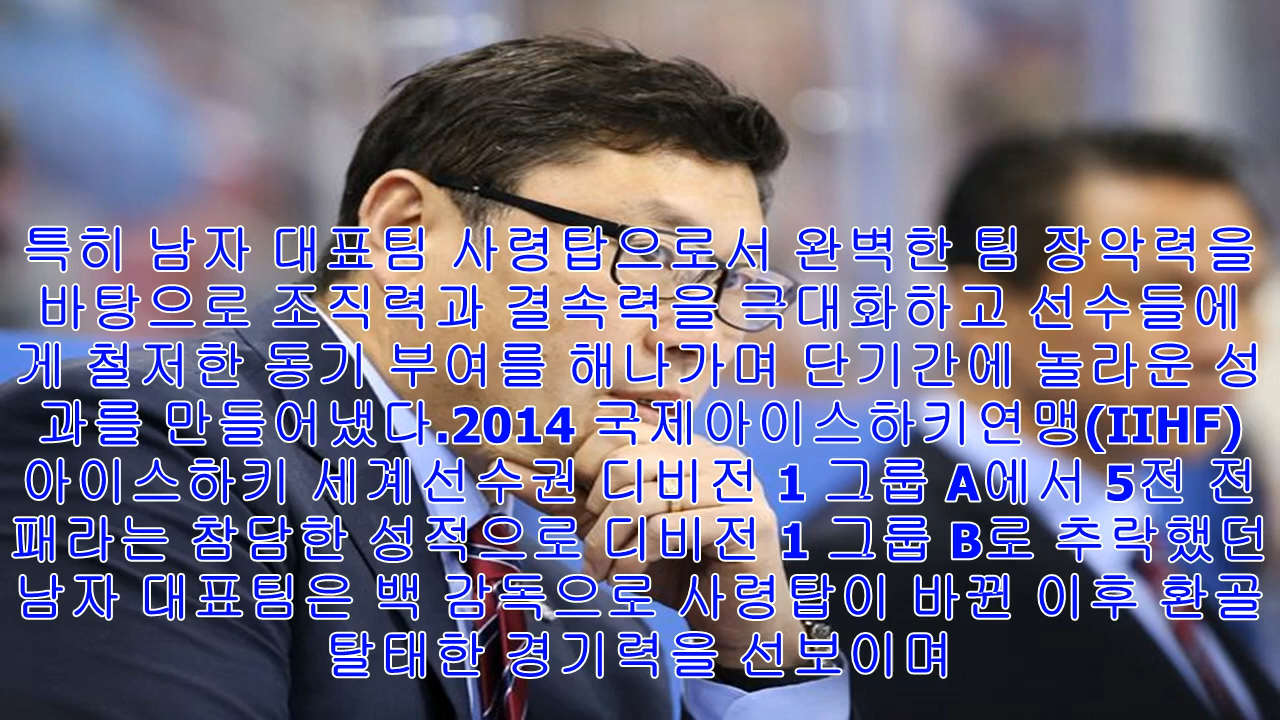 특히 남자 대표팀 사령탑으로서 완벽한 팀 장악력을
바탕으로 조직력과 결속력을 극대화하고 선수들에
게 철저한 동기 부여를 해나가며 단기간에 놀라운 성
과를 만들어냈다.2014 국제아이스하키연맹(IIHF)
아이스하키 세계선수권 디비전 1 그룹 A에서 5전 전
패라는 참담한 성적으로 디비전 1 그룹 B로 추락했던
남자 대표팀은 백 감독으로 사령탑이 바뀐 이후 환골
탈태한 경기력을 선보이며